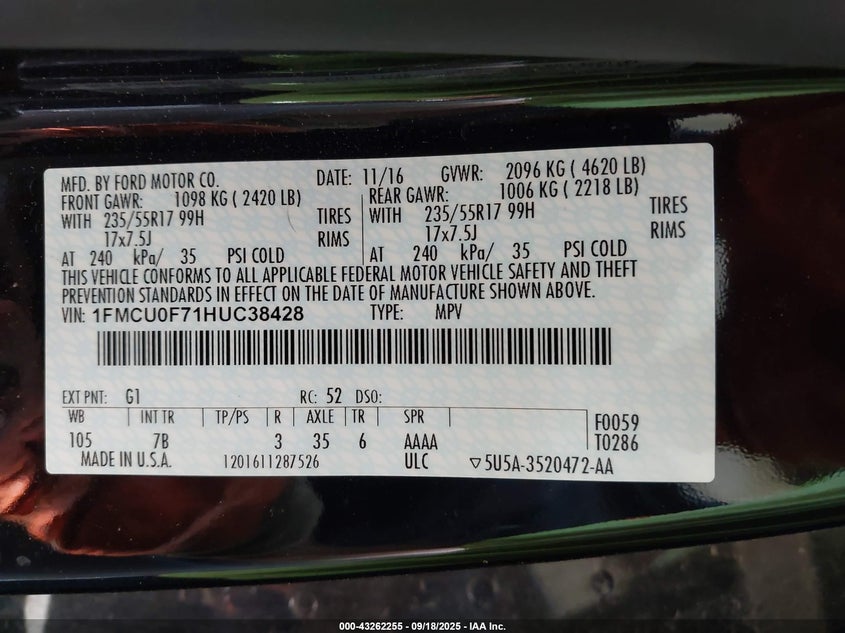 MFD. BY FORD MOTOR CO. DATE: 11/16 GVWR: 2096 KG ( 4620 LB)
FRONT GAWR: 1098 KG ( 2420 LB) REAR GAWR: 1006 KG ( 2218 LB)
WITH 235/55R17 99H TIRES WITH 235/55R17 99H TIRES
17x7.5J RIMS 17x7.5J RIMS
AT 240 kPa/ 35 PSI COLD AT 240 kPa/ 35 PSI COLD
THIS VEHICLE CONFORMS TO ALL APPLICABLE FEDERAL MOTOR VEHICLE SAFETY AND THEFT
PREVENTION STANDARDS IN EFFECT ON THE DATE OF MANUFACTURE SHOWN ABOVE.
VIN: 1FMCU0F71HUC38428 TYPE: MPV
EXT PNT: G1 RC: 52 DSO:
WB INT TR TP/PS R AXLE TR SPR F0059
105 7B 3 35 6 AAAA T0286
MADE IN U.S.A. 1201611287526 ULC ▽5U5A-3520472-AA
000-43262255 - 09/18/2025 - IAA Inc.